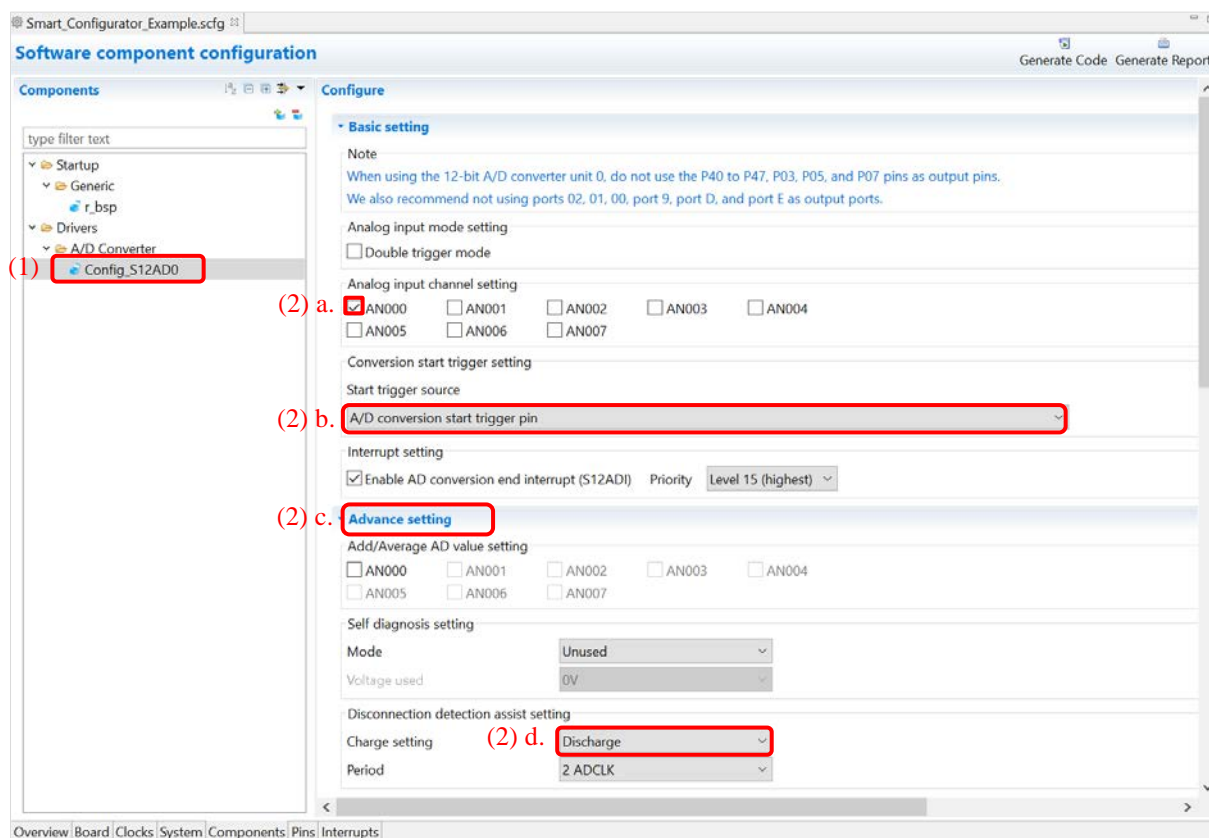 Smart_Configurator_Example.scfg
Software component configuration
Generate Code Generate Report
Components
Configure
type filter text
Startup
Generic
r_bsp
Drivers
A/D Converter
(1) Config_S12AD0
Basic setting
Note
When using the 12-bit A/D converter unit 0, do not use the P40 to P47, P03, P05, and P07 pins as output pins.
We also recommend not using ports 02, 01, 00, port 9, port D, and port E as output ports.
Analog input mode setting
Double trigger mode
Analog input channel setting
(2) a. AN000 AN001 AN002 AN003 AN004
AN005 AN006 AN007
Conversion start trigger setting
Start trigger source
(2) b. A/D conversion start trigger pin
Interrupt setting
Enable AD conversion end interrupt (S12ADI) Priority Level 15 (highest)
(2) c. Advance setting
Add/Average AD value setting
AN000 AN001 AN002 AN003 AN004
AN005 AN006 AN007
Self diagnosis setting
Mode Unused
Voltage used 0V
Disconnection detection assist setting
Charge setting (2) d. Discharge
Period 2 ADCLK
Overview Board Clocks System Components Pins Interrupts